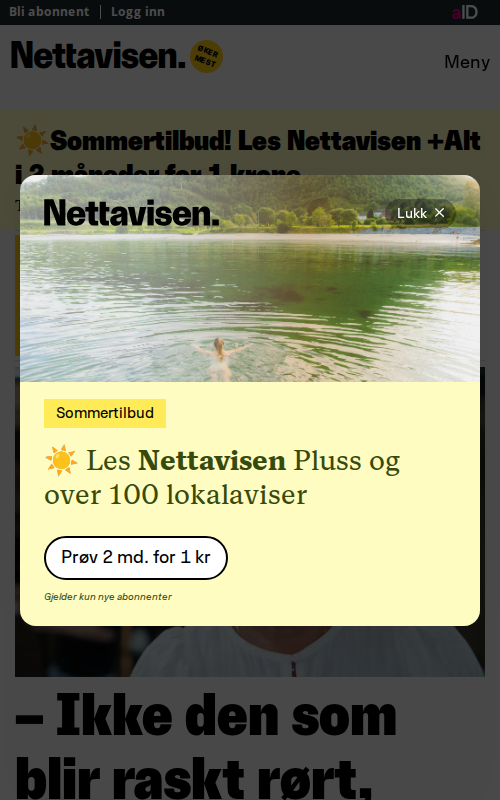 Bli abonnent | Logg inn
aID
Nettavisen.
ØKER
MEST
Meny
Sommertilbud! Les Nettavisen +Alt
i 2 måneder for 1 krone
Nettavisen.
Lukk ×
Sommertilbud
Les Nettavisen Pluss og
over 100 lokalaviser
Prøv 2 md. for 1 kr
Gjelder kun nye abonnenter
– Ikke den som
blir raskt rørt.